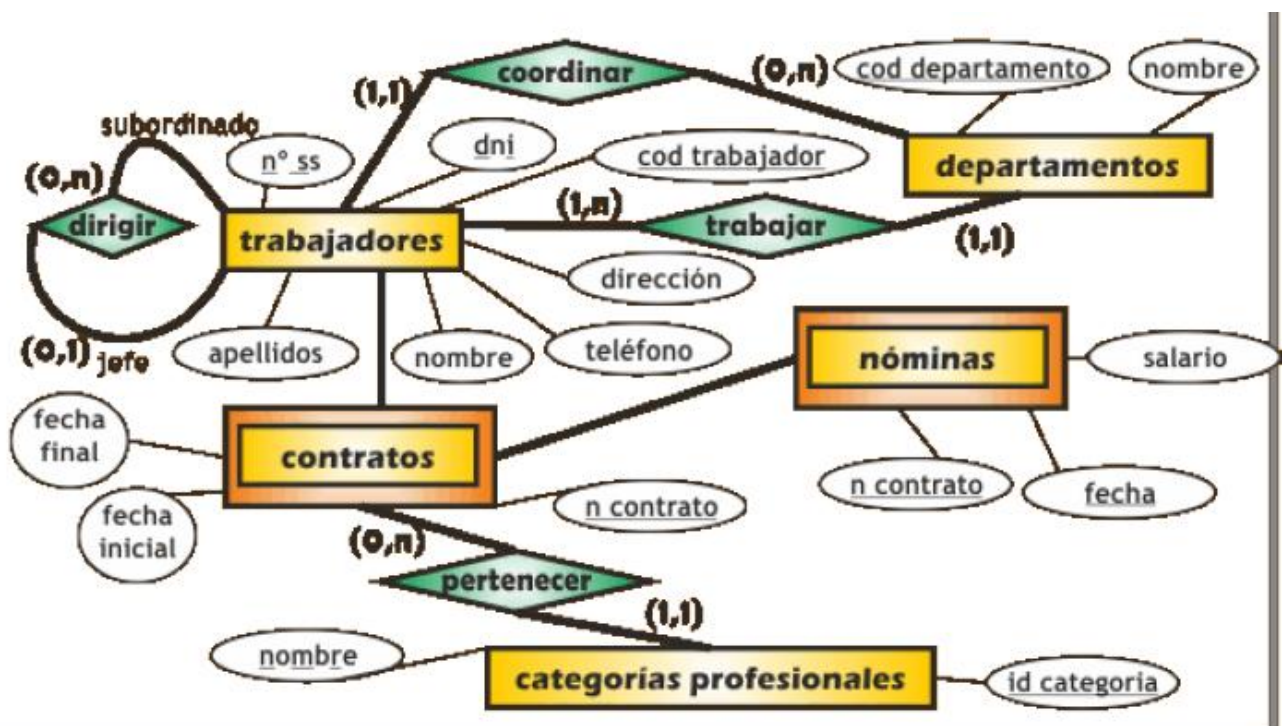 coordinar
(1,1)
(0,n)
cod departamento
nombre
subordinado
n° ss
dni
cod trabajador
departamentos
(0,n)
dirigir
trabajadores
(1,n)
trabajar
(1,1)
dirección
(0,1)
jefe
apellidos
nombre
teléfono
nóminas
salario
fecha
final
contratos
fecha
inicial
n contrato
n contrato
fecha
(0,n)
pertenecer
(1,1)
nombre
categorías profesionales
id categoria